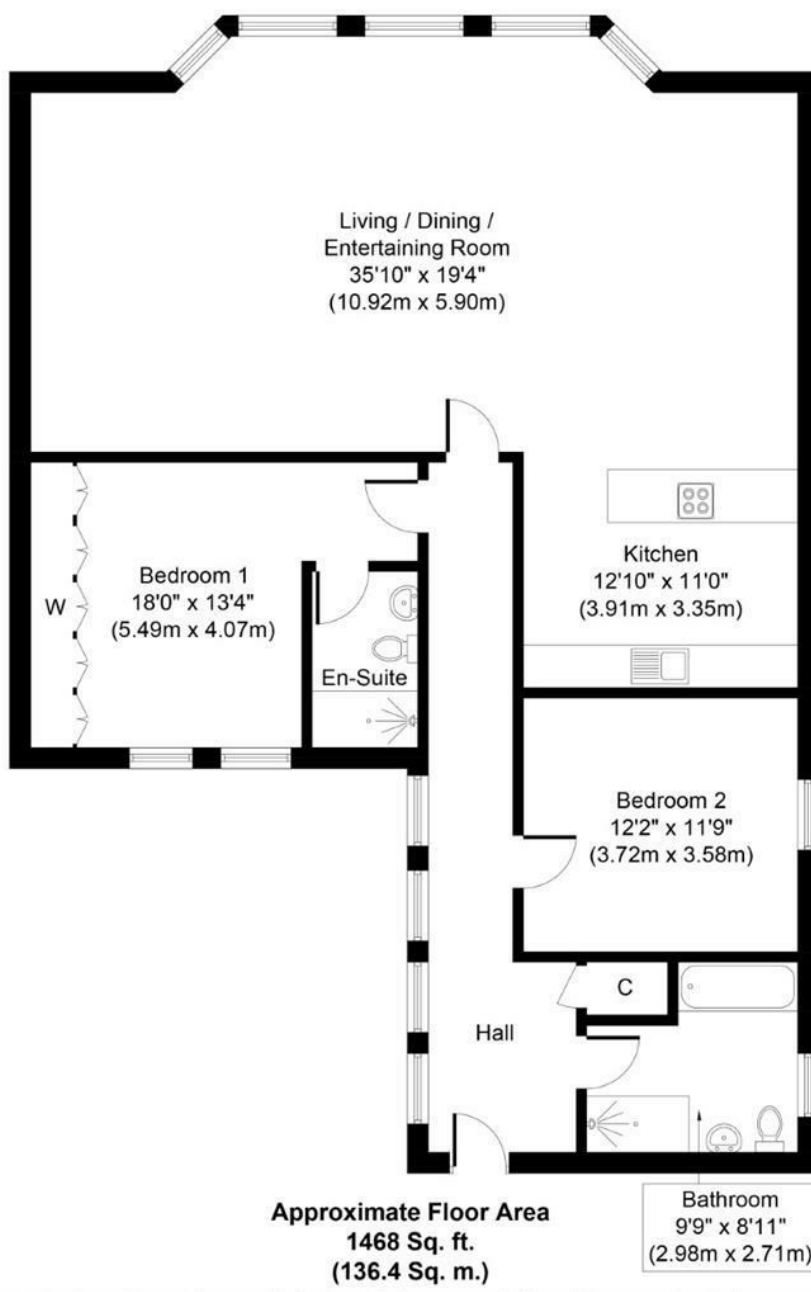 Living / Dining /
Entertaining Room
35'10" x 19'4"
(10.92m x 5.90m)
Kitchen
12'10" x 11'0"
(3.91m x 3.35m)
Bedroom 1
18'0" x 13'4"
(5.49m x 4.07m)
W
En-Suite
Bedroom 2
12'2" x 11'9"
(3.72m x 3.58m)
C
Hall
Bathroom
9'9" x 8'11"
(2.98m x 2.71m)
Approximate Floor Area
1468 Sq. ft.
(136.4 Sq. m.)